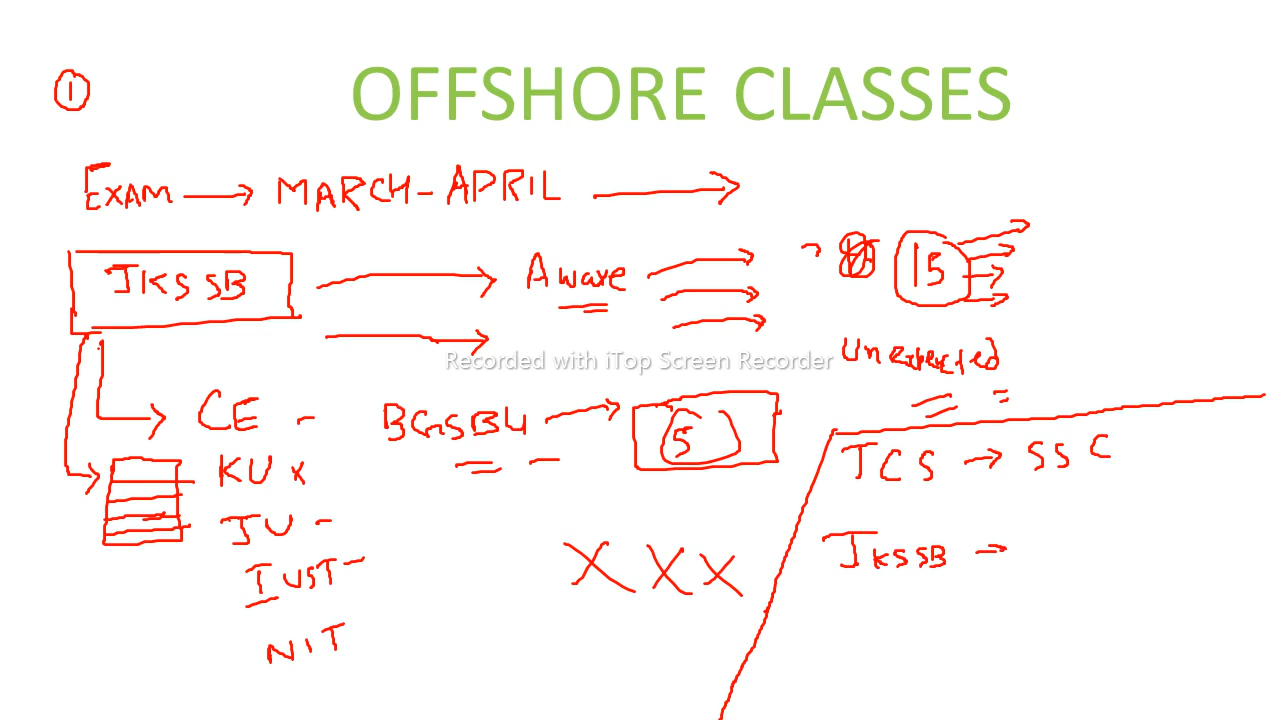 1
OFFSHORE CLASSES
EXAM → MARCH - APRIL →
JKSSB → Aware → 15
Recorded with iTop Screen Recorder
Unexpected
CE - BGSBU → 5
KU x
JU -
IUST -
NIT
X X X
TCS → SSC
JKSSB →